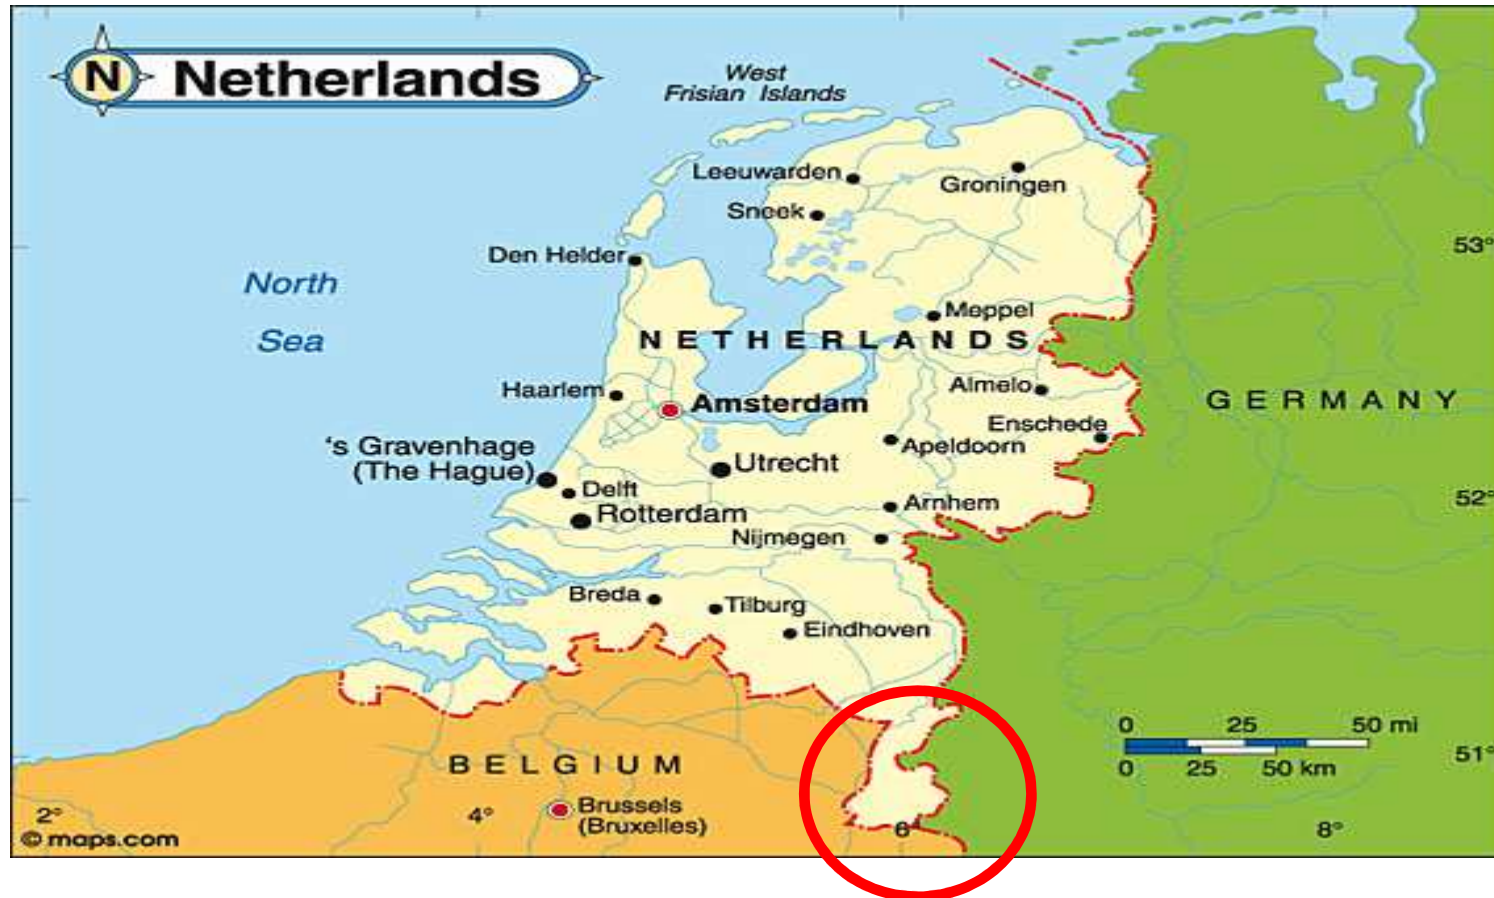 N Netherlands
West
Frisian Islands
Leeuwarden
Groningen
Sneek
Den Helder
53°
North
Sea
Meppel
NETHERLANDS
Haarlem
Almelo
Amsterdam
GERMANY
Enschede
Apeldoorn
's Gravenhage
(The Hague)
Utrecht
Delft
52°
Arnhem
Rotterdam
Nijmegen
Breda
Tilburg
Eindhoven
0 25 50 mi
0 25 50 km
51°
BELGIUM
Brussels
(Bruxelles)
2°
4°
6°
8°
© maps.com